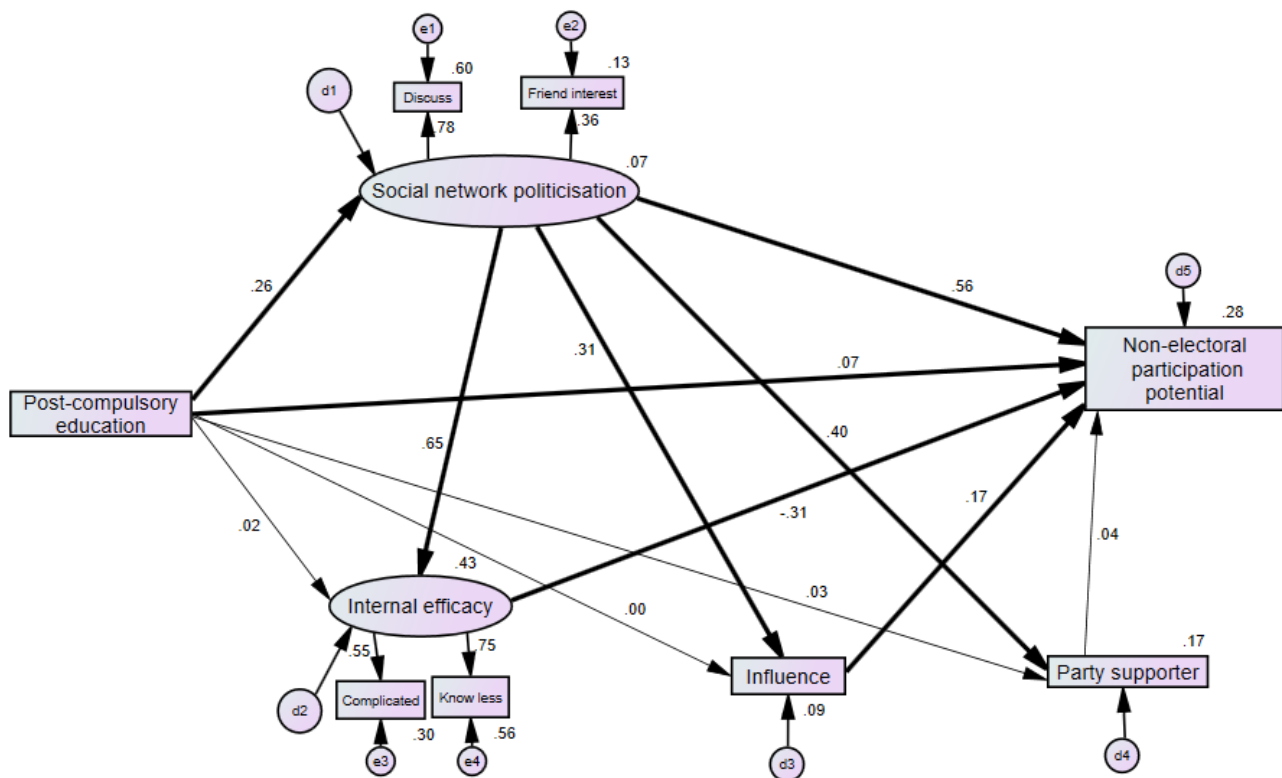 e1
e2
.60
.13
d1
Discuss
Friend interest
.78
.36
.07
Social network politicisation
.26
.56
d5
.28
Non-electoral
participation
potential
.31
.07
Post-compulsory
education
.65
.40
.17
-.31
.02
.43
.04
.03
Internal efficacy
.00
.55
.75
.17
Influence
Party supporter
Complicated
Know less
d2
.09
.30
.56
e3
e4
d3
d4